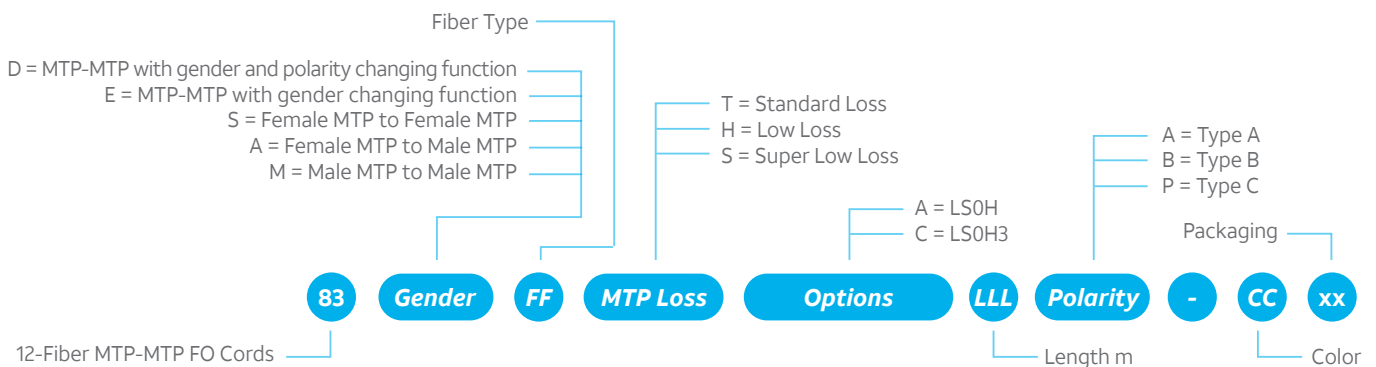 Fiber Type
D = MTP-MTP with gender and polarity changing function
E = MTP-MTP with gender changing function
S = Female MTP to Female MTP
A = Female MTP to Male MTP
M = Male MTP to Male MTP
T = Standard Loss
H = Low Loss
S = Super Low Loss
A = LS0H
C = LS0H3
A = Type A
B = Type B
P = Type C
Packaging
83 Gender FF MTP Loss Options LLL Polarity - CC xx
12-Fiber MTP-MTP FO Cords
Length m
Color